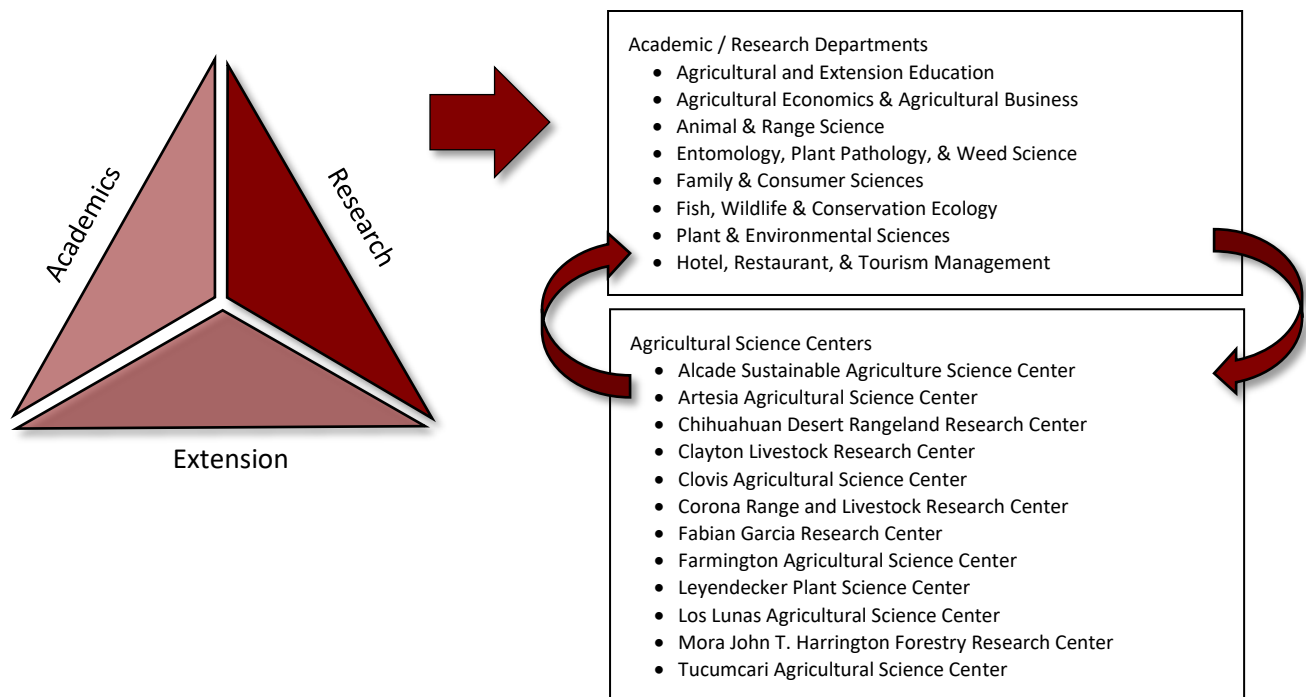 Academics
Research
Extension
Academic / Research Departments
• Agricultural and Extension Education
• Agricultural Economics & Agricultural Business
• Animal & Range Science
• Entomology, Plant Pathology, & Weed Science
• Family & Consumer Sciences
• Fish, Wildlife & Conservation Ecology
• Plant & Environmental Sciences
• Hotel, Restaurant, & Tourism Management
Agricultural Science Centers
• Alcade Sustainable Agriculture Science Center
• Artesia Agricultural Science Center
• Chihuahuan Desert Rangeland Research Center
• Clayton Livestock Research Center
• Clovis Agricultural Science Center
• Corona Range and Livestock Research Center
• Fabian Garcia Research Center
• Farmington Agricultural Science Center
• Leyendecker Plant Science Center
• Los Lunas Agricultural Science Center
• Mora John T. Harrington Forestry Research Center
• Tucumcari Agricultural Science Center